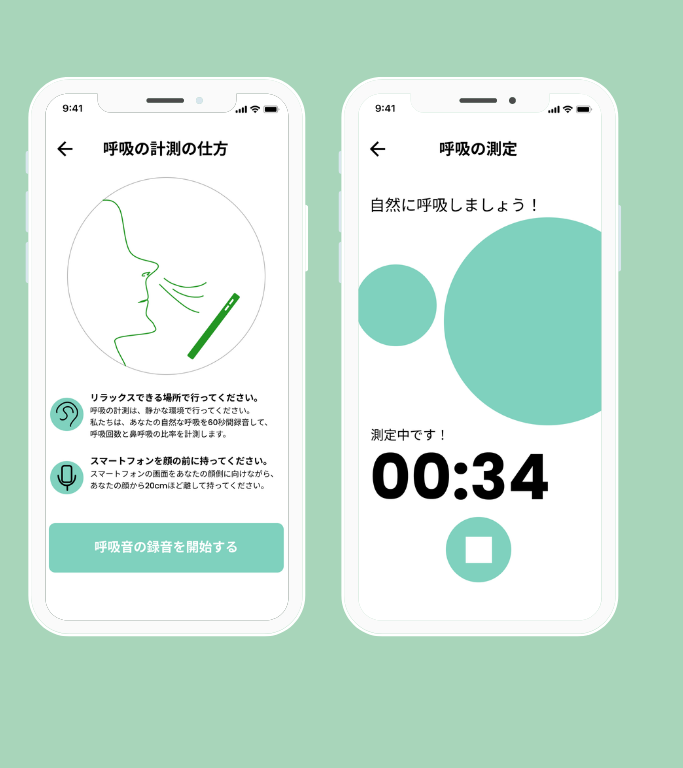 9:41
呼吸の計測の仕方
リラックスできる場所で行ってください。
呼吸の計測は、静かな環境で行ってください。
私たちは、あなたの自然な呼吸を60秒間録音して、
呼吸回数と鼻呼吸の比率を計測します。
スマートフォンを顔の前に持ってください。
スマートフォンの画面をあなたの顔側に向けながら、
あなたの顔から20cmほど離して持ってください。
呼吸音の録音を開始する
9:41
呼吸の測定
自然に呼吸しましょう！
測定中です！
00:34